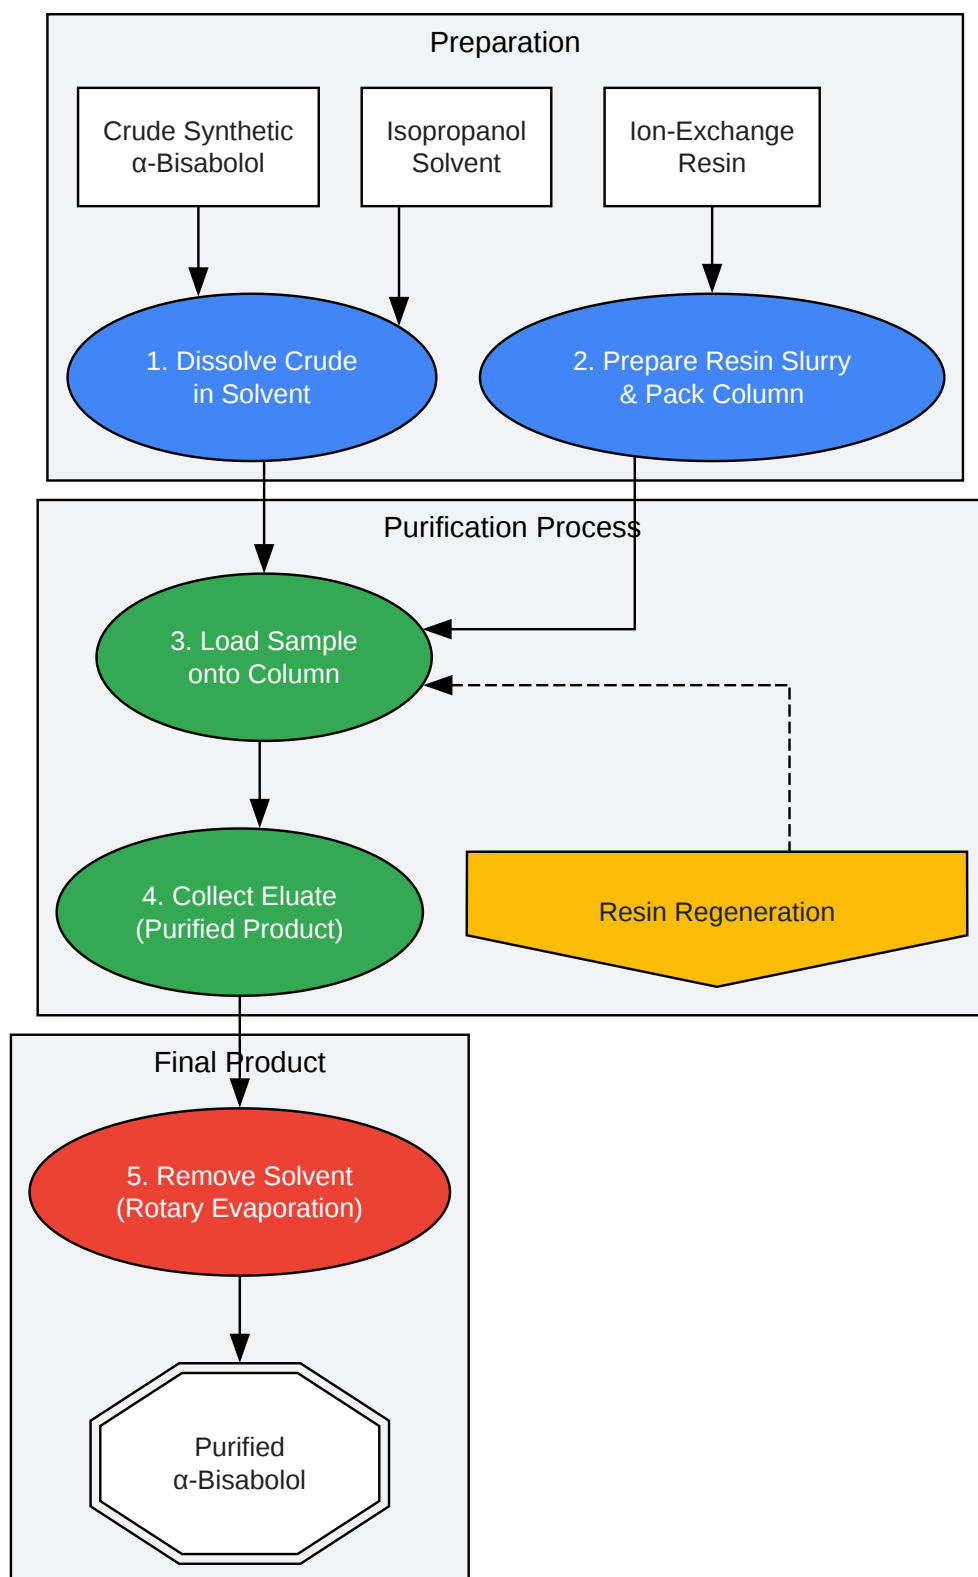 Preparation
Crude Synthetic
α-Bisabolol
Isopropanol
Solvent
Ion-Exchange
Resin
1. Dissolve Crude
in Solvent
2. Prepare Resin Slurry
& Pack Column
Purification Process
3. Load Sample
onto Column
4. Collect Eluate
(Purified Product)
Resin Regeneration
Final Product
5. Remove Solvent
(Rotary Evaporation)
Purified
α-Bisabolol